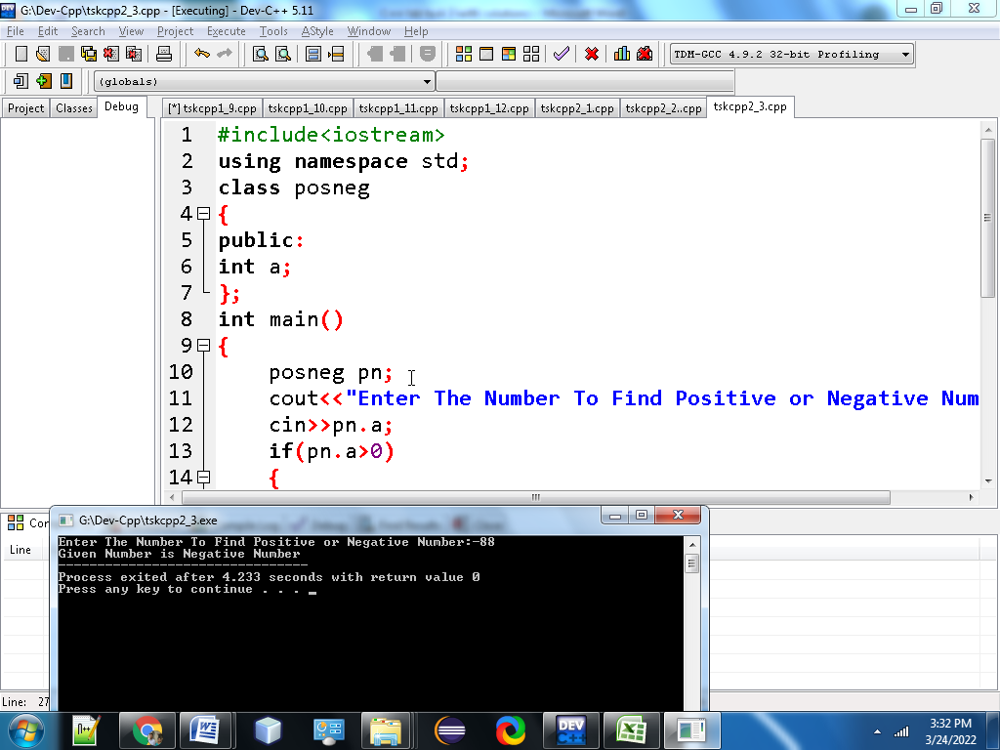 G:\Dev-Cpp\tskcpp2_3.cpp - [Executing] - Dev-C++ 5.11
File Edit Search View Project Execute Tools AStyle Window Help
TDM-GCC 4.9.2 32-bit Profiling
(globals)
Project Classes Debug
[*] tskcpp1_9.cpp tskcpp1_10.cpp tskcpp1_11.cpp tskcpp1_12.cpp tskcpp2_1.cpp tskcpp2_2..cpp tskcpp2_3.cpp
1 #include<iostream>
2 using namespace std;
3 class posneg
4 {
5 public:
6 int a;
7 };
8 int main()
9 {
10 posneg pn;
11 cout<<"Enter The Number To Find Positive or Negative Num
12 cin>>pn.a;
13 if(pn.a>0)
14 {
Cor
Line
G:\Dev-Cpp\tskcpp2_3.exe
Enter The Number To Find Positive or Negative Number:-88
Given Number is Negative Number
--------------------------------
Process exited after 4.233 seconds with return value 0
Press any key to continue . . . _
Line: 27
n++
DEV
C++
3:32 PM
3/24/2022